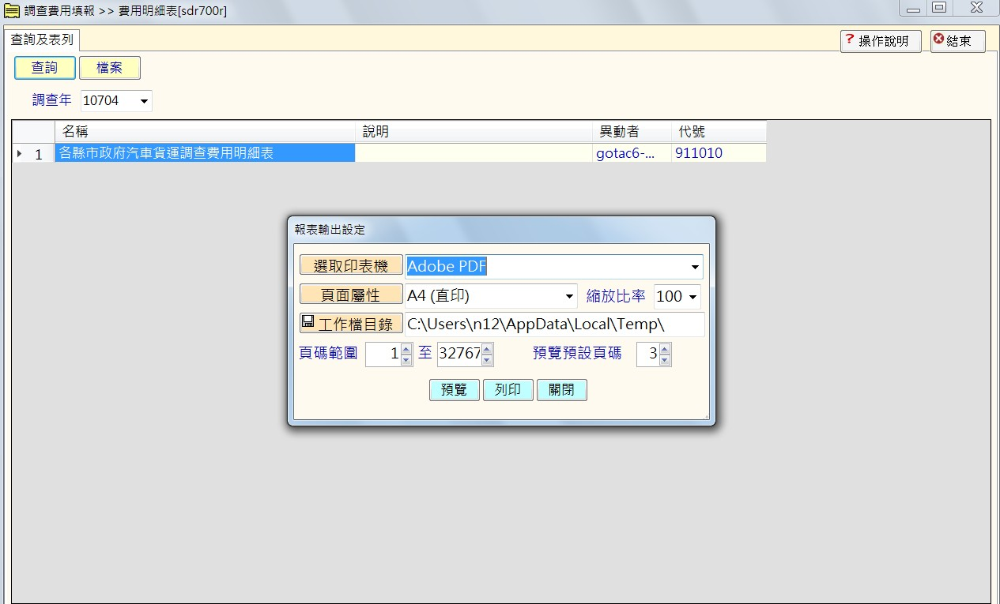 調查費用填報 >> 費用明細表[sdr700r]
查詢及表列
? 操作說明 結束
查詢 檔案
調查年 10704
名稱 說明 異動者 代號
1 各縣市政府汽車貨運調查費用明細表 gotac6-... 911010
報表輸出設定
選取印表機 Adobe PDF
頁面屬性 A4 (直印) 縮放比率 100
工作檔目錄 C:\Users\n12\AppData\Local\Temp\
頁碼範圍 1 至 32767 預覽預設頁碼 3
預覽 列印 關閉